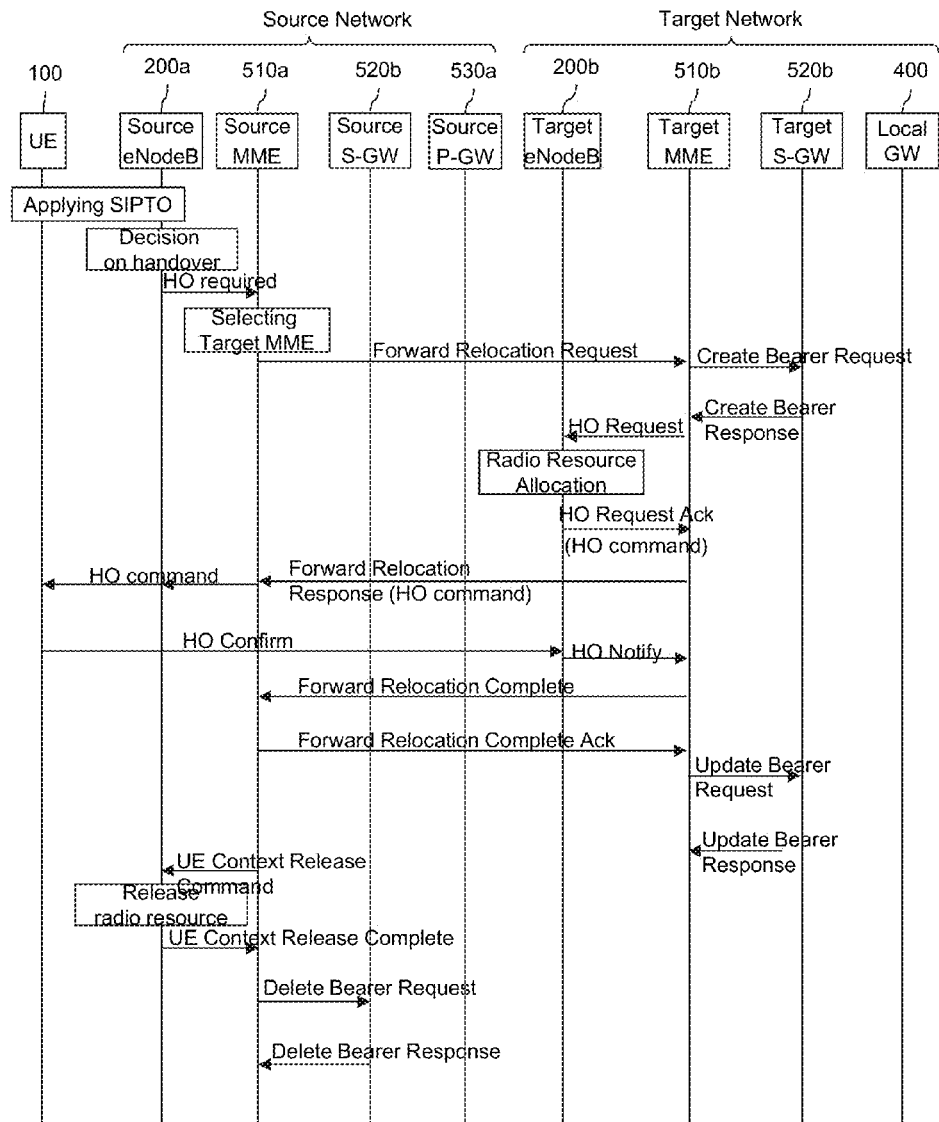 Source Network
Target Network
100
200a
510a
520b
530a
200b
510b
520b
400
UE
Source
eNodeB
Source
MME
Source
S-GW
Source
P-GW
Target
eNodeB
Target
MME
Target
S-GW
Local
GW
Applying SIPTO
Decision
on handover
HO required
Selecting
Target MME
Forward Relocation Request
Create Bearer Request
Create Bearer
Response
HO Request
Radio Resource
Allocation
HO Request Ack
(HO command)
HO command
Forward Relocation
Response (HO command)
HO Confirm
HO Notify
Forward Relocation Complete
Forward Relocation Complete Ack
Update Bearer
Request
Update Bearer
Response
UE Context Release
Command
Release
radio resource
UE Context Release Complete
Delete Bearer Request
Delete Bearer Response